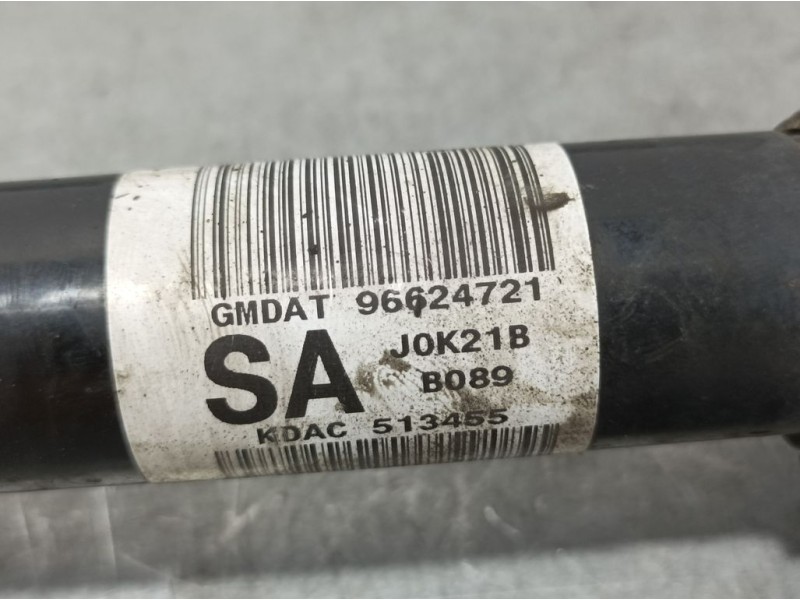 GMDAT 96624721
SA J0K21B
B089
KDAC 513455